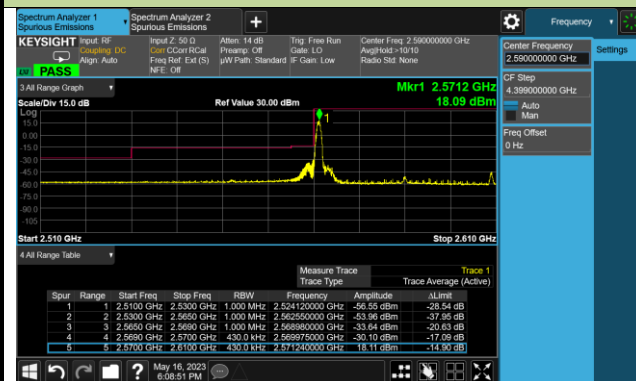 Spectrum Analyzer 1
Spurious Emissions
Spectrum Analyzer 2
Spurious Emissions
Frequency
KEYSIGHT
Input: RF
Coupling: DC
Align: Auto
Input Z: 50 Ω
Corr CCorr RCal
Freq Ref: Ext (S)
NFE: Off
Atten: 14 dB
Preamp: Off
µW Path: Standard
Trig: Free Run
Gate: LO
IF Gain: Low
Center Freq: 2.590000000 GHz
Avg|Hold:>10/10
Radio Std: None
PASS
Center Frequency
2.590000000 GHz
Settings
CF Step
4.399000000 GHz
Auto
Man
Freq Offset
0 Hz
3 All Range Graph
Mkr1 2.5712 GHz
Scale/Div 15.0 dB
Ref Value 30.00 dBm
18.09 dBm
Log
15.0
0.00
-15.0
-30.0
-45.0
-60.0
-75.0
-90.0
-105
1
Start 2.510 GHz
Stop 2.610 GHz
4 All Range Table
Measure Trace Trace 1
Trace Type Trace Average (Active)
Spur Range Start Freq Stop Freq RBW Frequency Amplitude ΔLimit
1 1 2.5100 GHz 2.5300 GHz 1.000 MHz 2.524120000 GHz -56.55 dBm -28.54 dB
2 2 2.5300 GHz 2.5650 GHz 1.000 MHz 2.562550000 GHz -53.96 dBm -37.95 dB
3 3 2.5650 GHz 2.5690 GHz 1.000 MHz 2.568980000 GHz -33.64 dBm -20.63 dB
4 4 2.5690 GHz 2.5700 GHz 430.0 kHz 2.569975000 GHz -30.10 dBm -17.09 dB
5 5 2.5700 GHz 2.6100 GHz 430.0 kHz 2.571240000 GHz 18.11 dBm -14.90 dB
May 16, 2023
6:08:51 PM